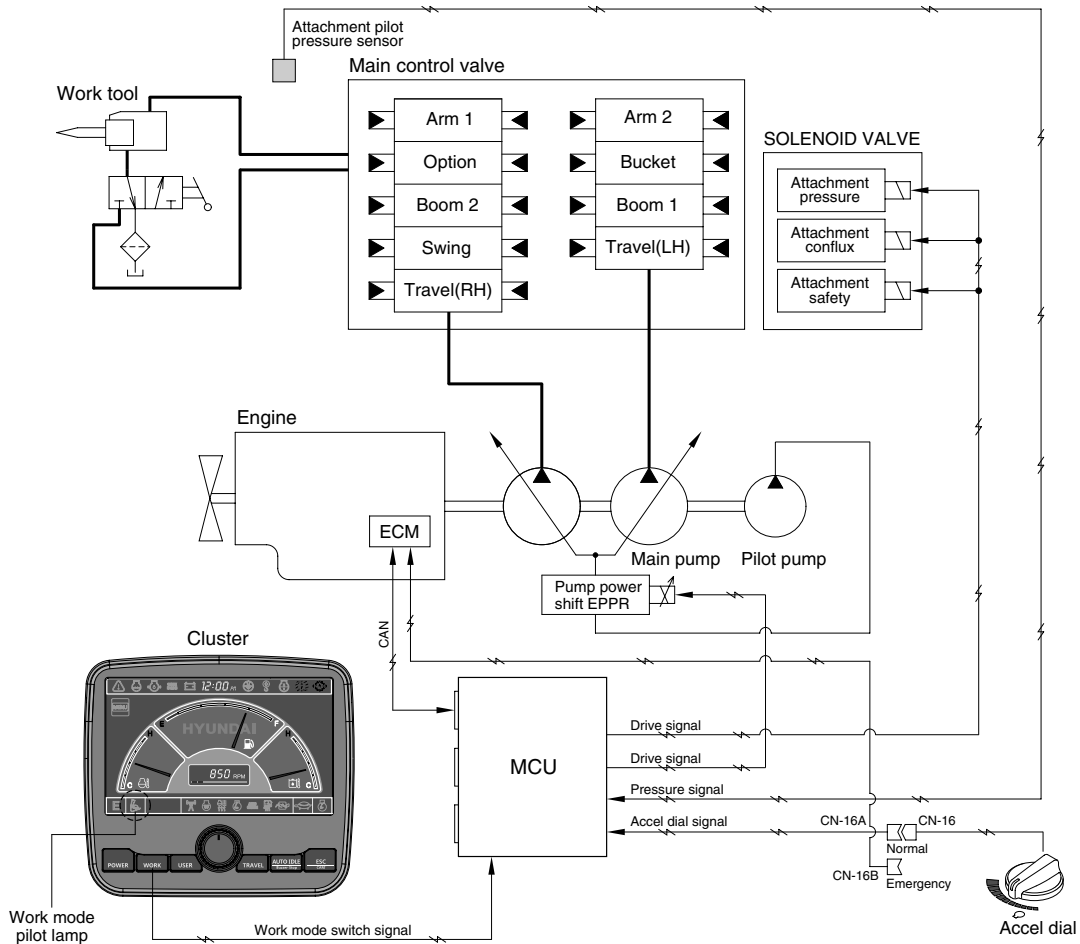 Attachment pilot
pressure sensor
Main control valve
Work tool
Arm 1
Arm 2
SOLENOID VALVE
Option
Bucket
Attachment
pressure
Boom 2
Boom 1
Attachment
conflux
Swing
Travel(LH)
Attachment
safety
Travel(RH)
Engine
ECM
Main pump
Pilot pump
Pump power
shift EPPR
CAN
Cluster
12:00
MENU
E
F
H
H
HYUNDAI
C
C
850 RPM
E
POWER
WORK
USER
TRAVEL
AUTO IDLE
ESC
MCU
Drive signal
Drive signal
Pressure signal
Accel dial signal
CN-16A
CN-16
Normal
CN-16B
Emergency
Accel dial
Work mode
pilot lamp
Work mode switch signal